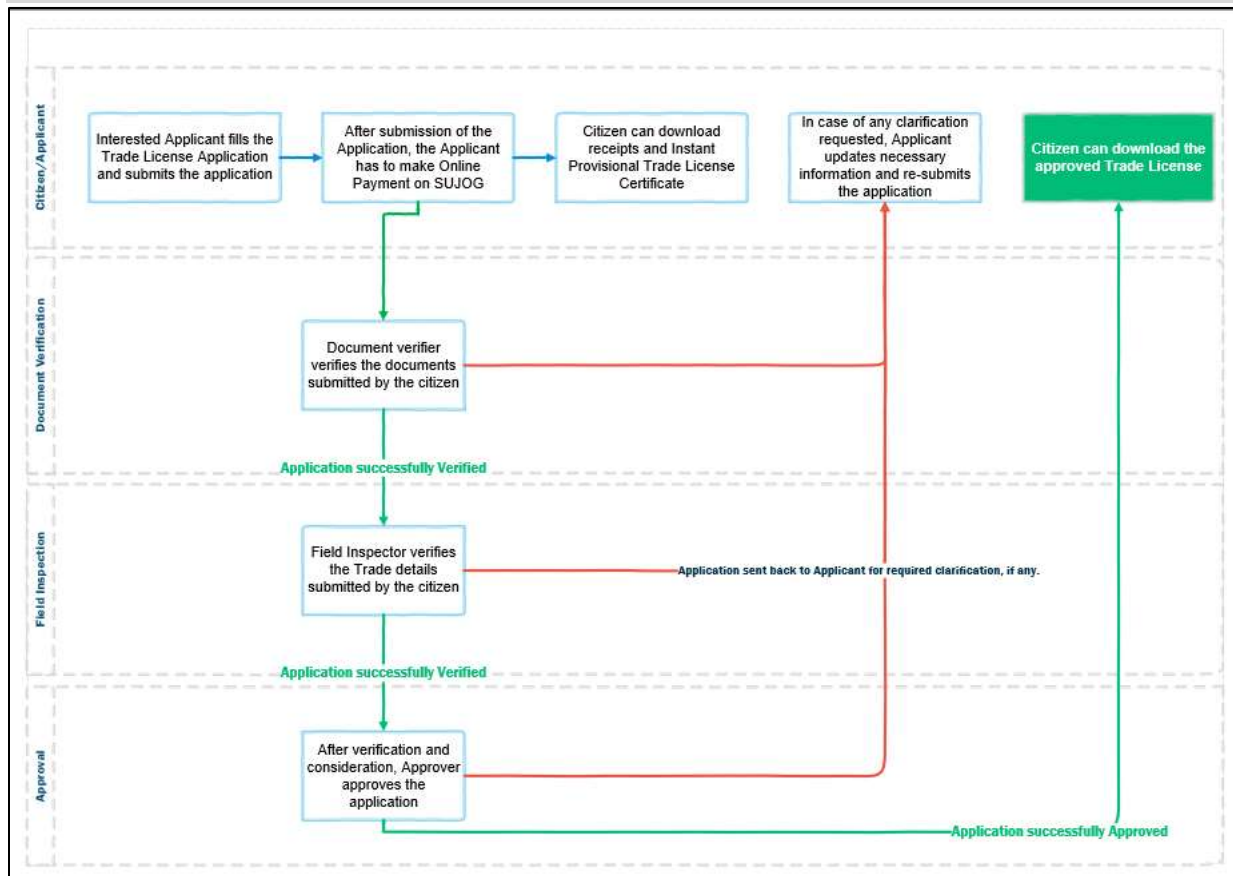 Citizen/Applicant
Interested Applicant fills the
Trade License Application
and submits the application
After submission of the
Application, the Applicant
has to make Online
Payment on SUJOG
Citizen can download
receipts and Instant
Provisional Trade License
Certificate
In case of any clarification
requested, Applicant
updates necessary
information and re-submits
the application
Citizen can download the
approved Trade License
Document Verification
Document verifier
verifies the documents
submitted by the citizen
Application successfully Verified
Field Inspection
Field Inspector verifies
the Trade details
submitted by the citizen
Application sent back to Applicant for required clarification, if any.
Application successfully Verified
Approval
After verification and
consideration, Approver
approves the
application
Application successfully Approved